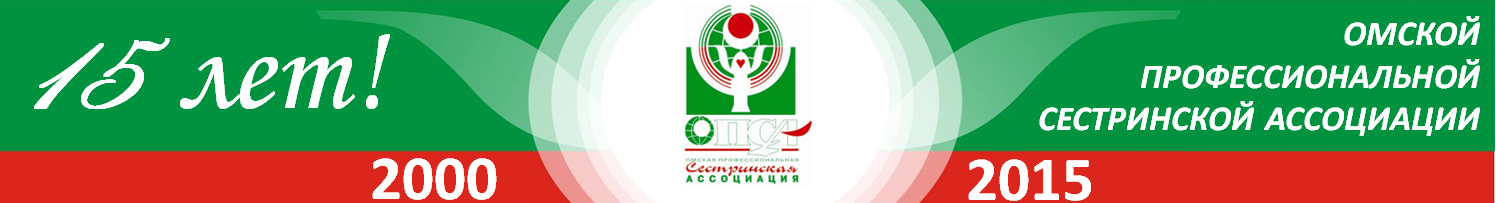 15 лет!
ОМСКОЙ
ПРОФЕССИОНАЛЬНОЙ
СЕСТРИНСКОЙ АССОЦИАЦИИ
ОПСА
ОМСКАЯ ПРОФЕССИОНАЛЬНАЯ
Сестринская
АССОЦИАЦИЯ
2000
2015